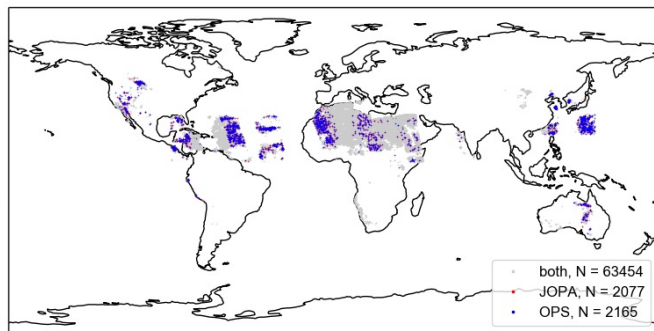 both, N = 63454
JOPA, N = 2077
OPS, N = 2165